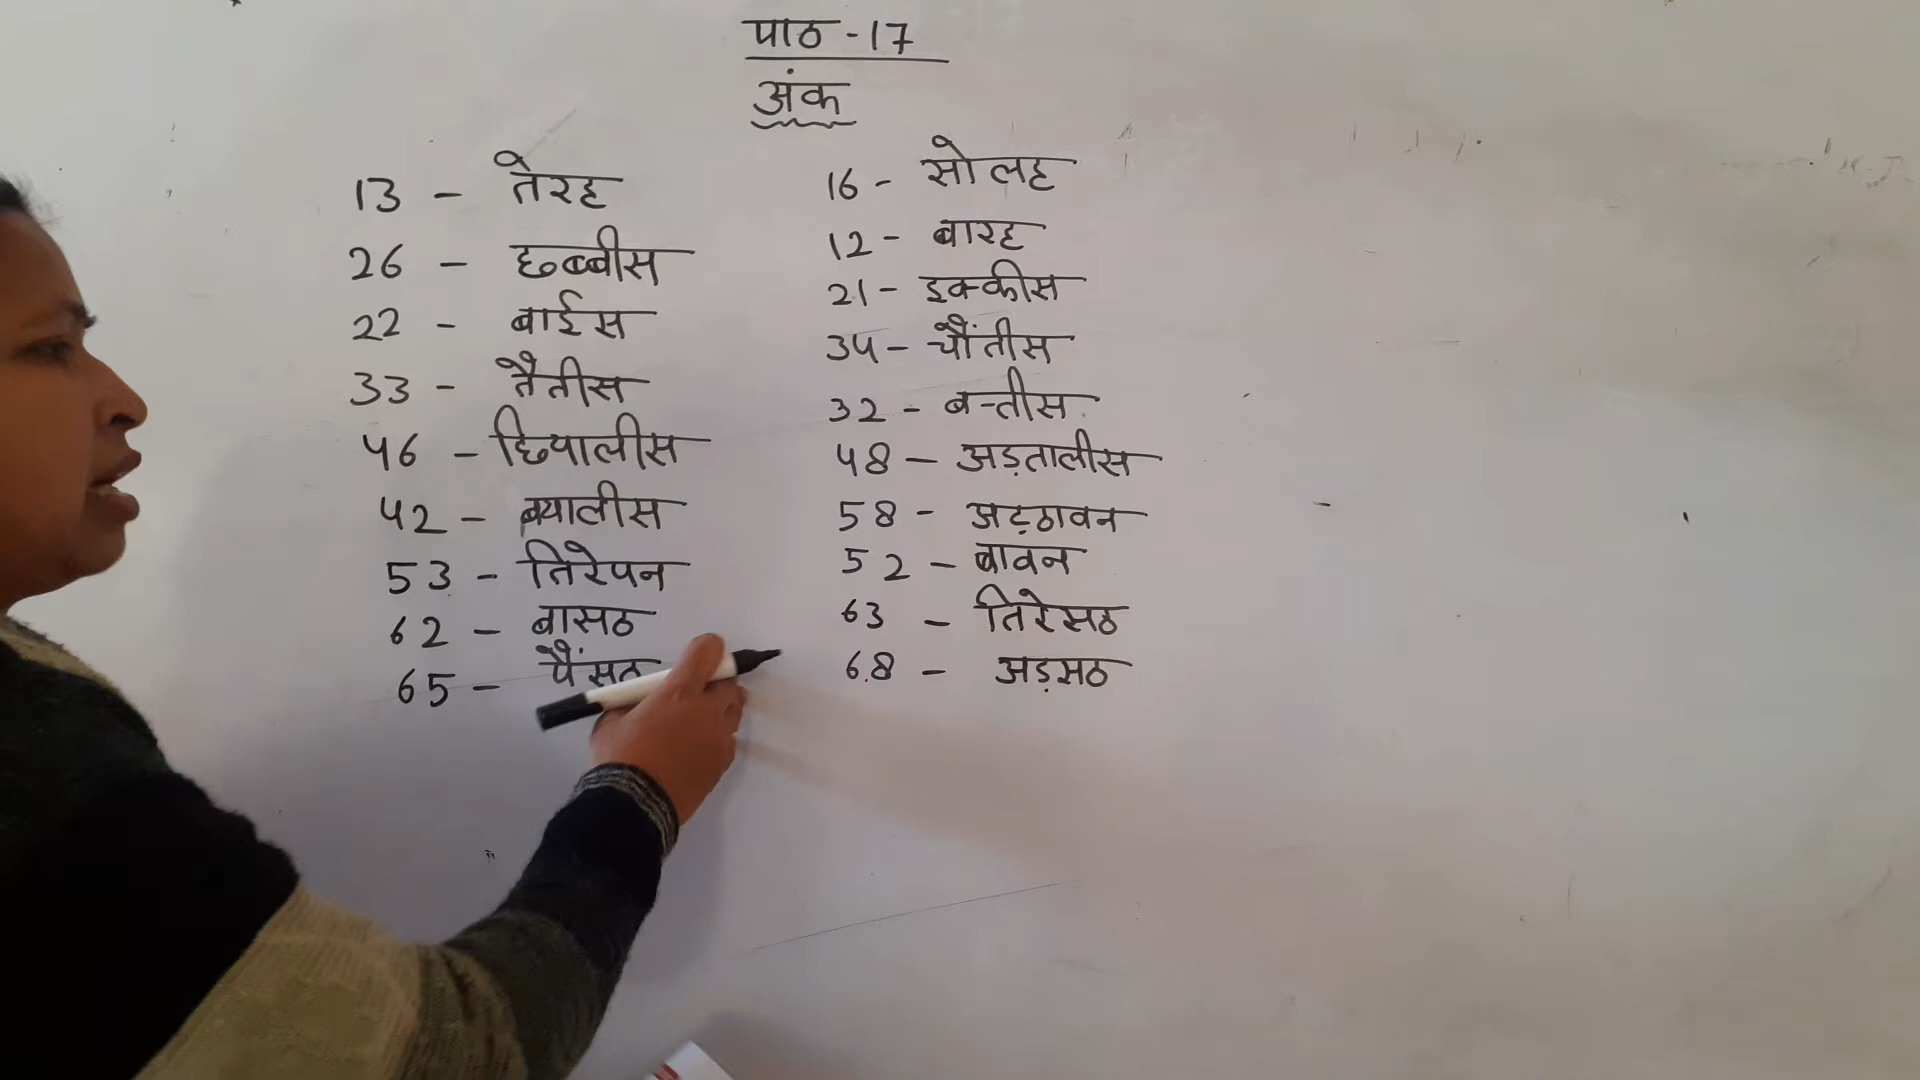 पाठ -17
अंक
13 - तेरह
26 - छब्बीस
22 - बाईस
33 - तैतीस
46 - छियालीस
42 - ब्यालीस
53 - तिरेपन
62 - बासठ
65 - पैंसठ
16 - सोलह
12 - बारह
21 - इक्कीस
34 - चौंतीस
32 - बत्तीस
48 - अड़तालीस
58 - अट्ठावन
52 - बावन
63 - तिरेसठ
68 - अड़सठ